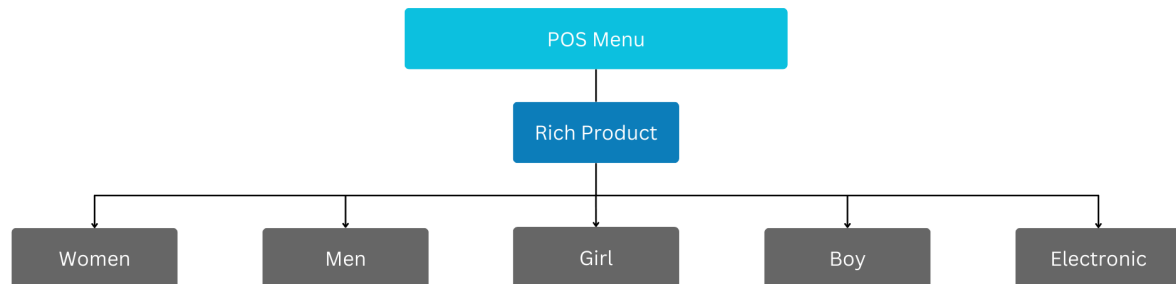 POS Menu
Rich Product
Women
Men
Girl
Boy
Electronic